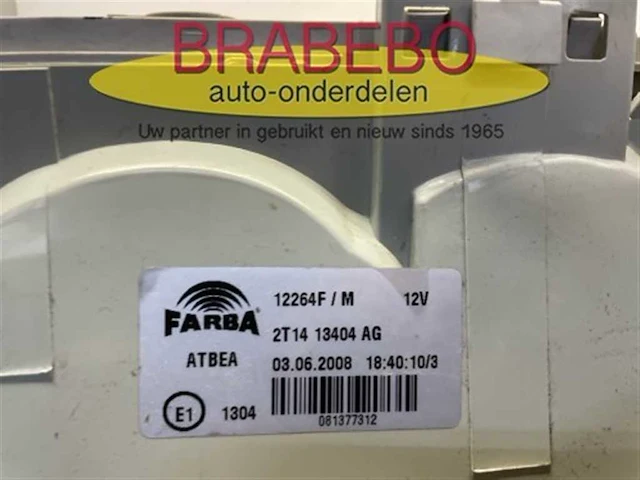 BRABEBO
auto-onderdelen
Uw partner in gebruikt en nieuw sinds 1965
FARBA
12264F / M 12V
2T14 13404 AG
ATBEA 03.06.2008 18:40:10/3
E1 1304
081377312